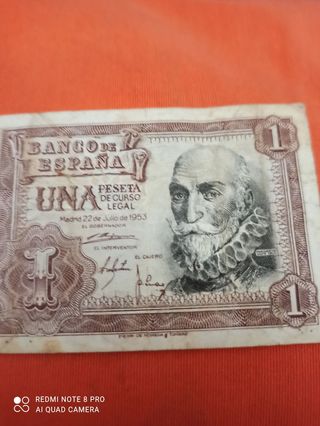 BANCO DE
ESPAÑA
1
UNA PESETA
DE CURSO
LEGAL
Madrid 22 de Julio de 1953
EL GOBERNADOR
EL INTERVENTOR
EL CAJERO
1
1
REDMI NOTE 8 PRO
AI QUAD CAMERA